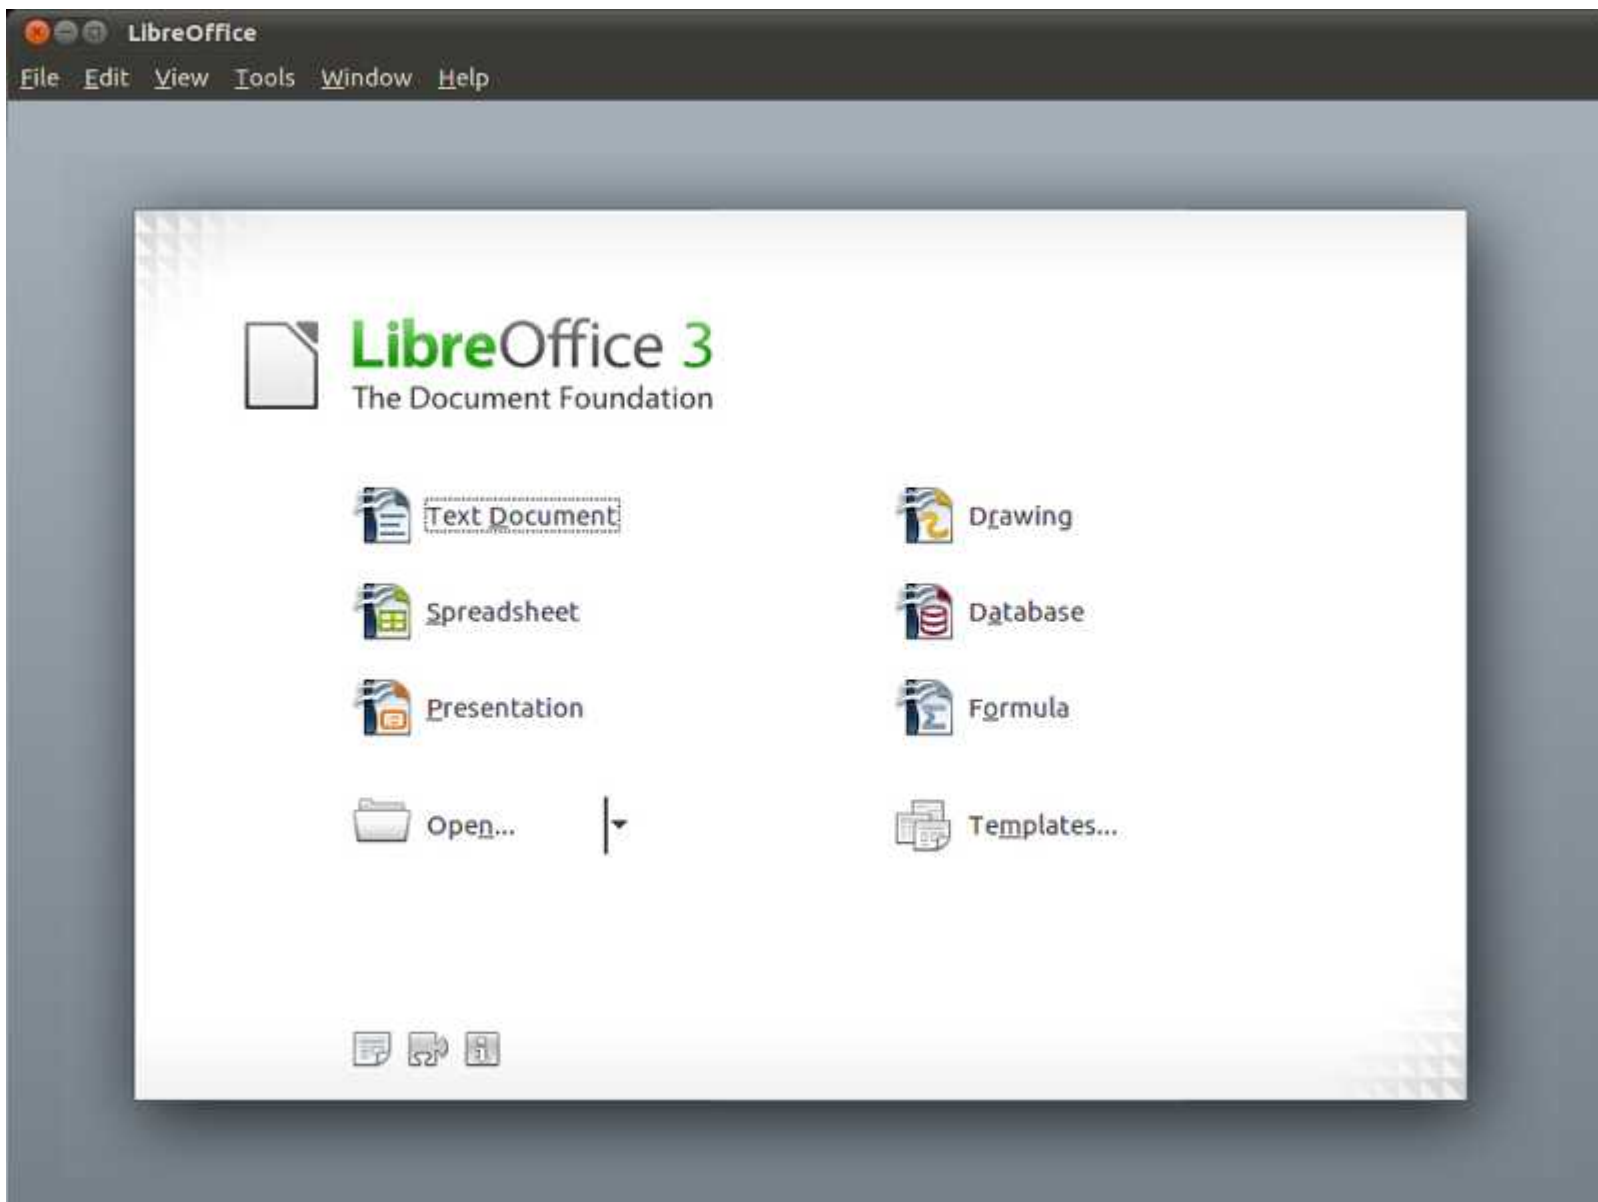 LibreOffice
File Edit View Tools Window Help
LibreOffice 3
The Document Foundation
Text Document
Drawing
Spreadsheet
Database
Presentation
Formula
Open...
Templates...